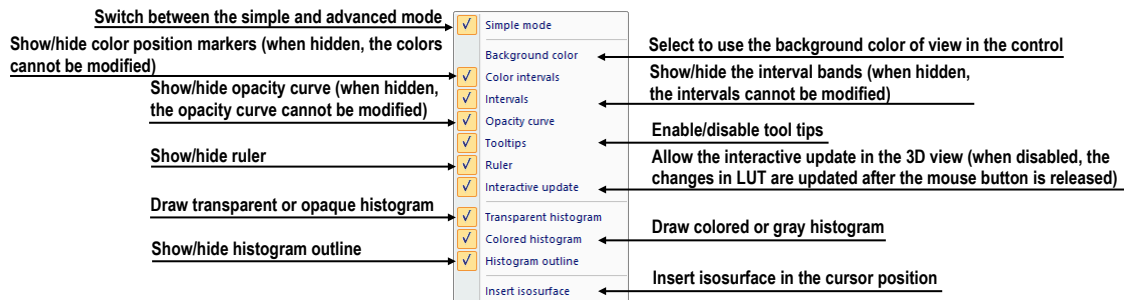 Switch between the simple and advanced mode
Simple mode
Show/hide color position markers (when hidden, the colors
cannot be modified)
Background color
Select to use the background color of view in the control
Color intervals
Show/hide the interval bands (when hidden,
the intervals cannot be modified)
Show/hide opacity curve (when hidden,
the opacity curve cannot be modified)
Intervals
Opacity curve
Enable/disable tool tips
Tooltips
Show/hide ruler
Ruler
Allow the interactive update in the 3D view (when disabled, the
changes in LUT are updated after the mouse button is released)
Interactive update
Draw transparent or opaque histogram
Transparent histogram
Draw colored or gray histogram
Colored histogram
Show/hide histogram outline
Histogram outline
Insert isosurface in the cursor position
Insert isosurface